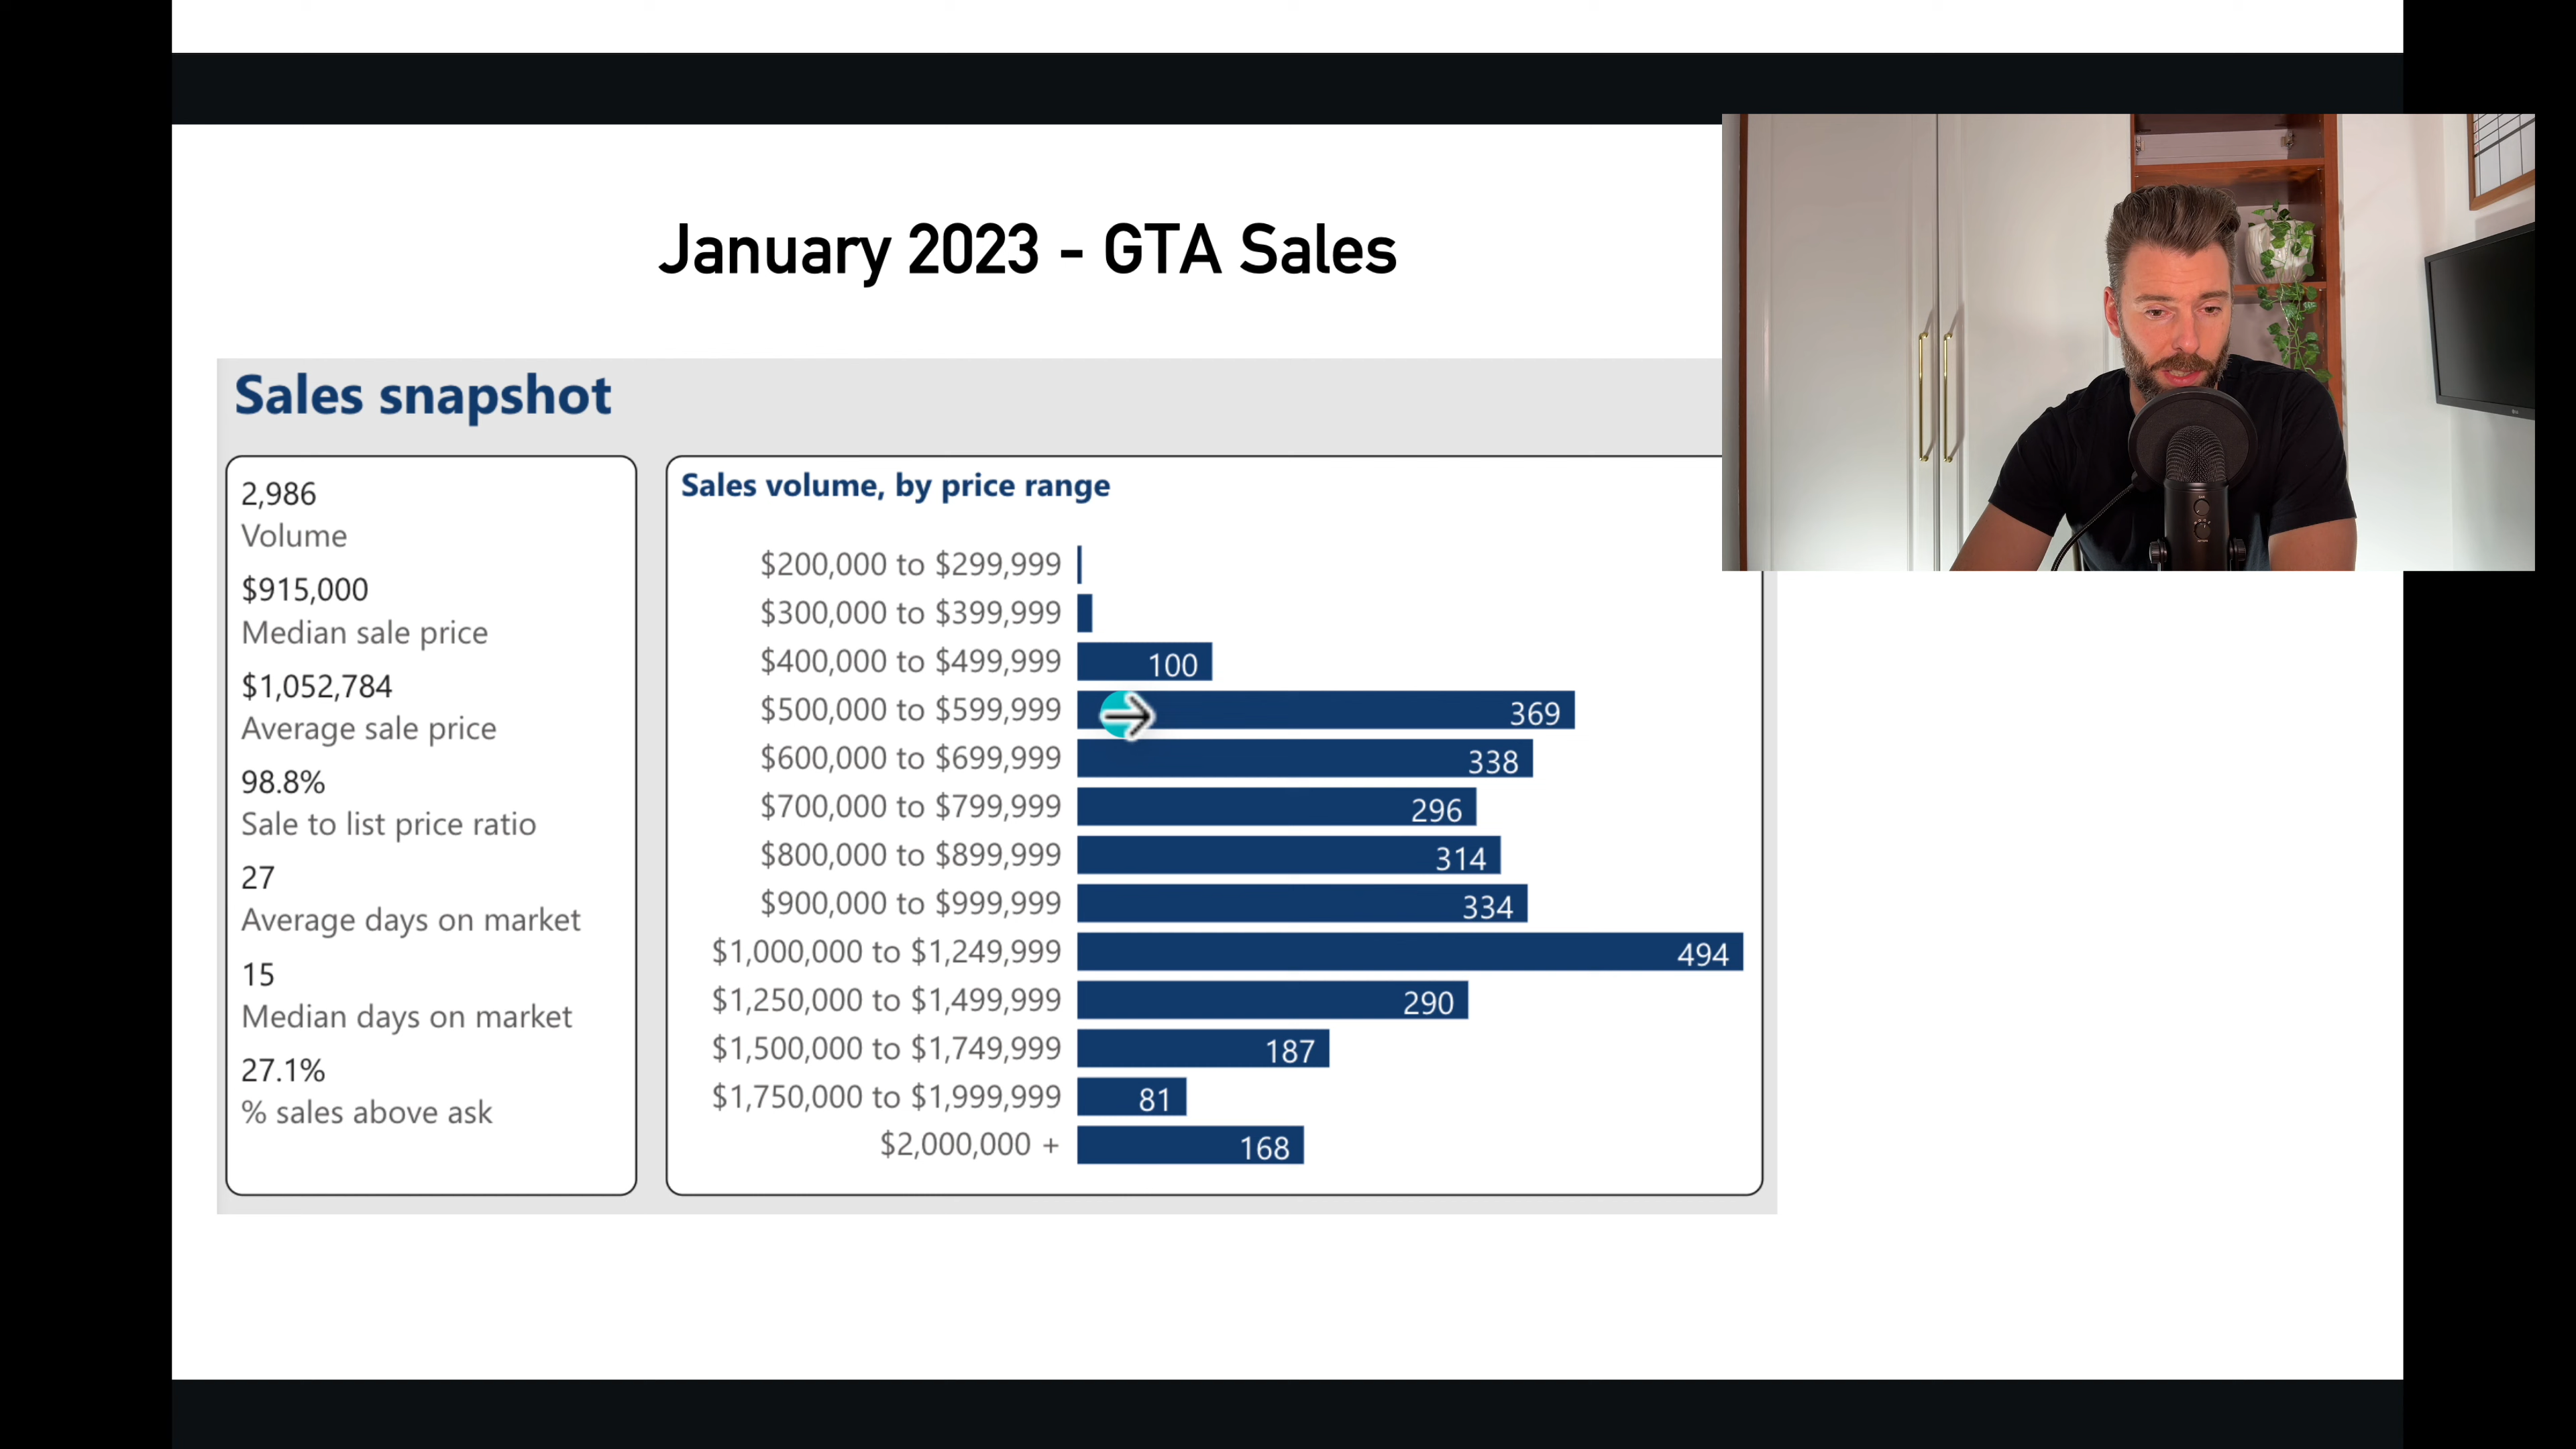 January 2023 - GTA Sales
Sales snapshot
2,986
Volume
$915,000
Median sale price
$1,052,784
Average sale price
98.8%
Sale to list price ratio
27
Average days on market
15
Median days on market
27.1%
% sales above ask
Sales volume, by price range
$200,000 to $299,999
$300,000 to $399,999
$400,000 to $499,999 100
$500,000 to $599,999 369
$600,000 to $699,999 338
$700,000 to $799,999 296
$800,000 to $899,999 314
$900,000 to $999,999 334
$1,000,000 to $1,249,999 494
$1,250,000 to $1,499,999 290
$1,500,000 to $1,749,999 187
$1,750,000 to $1,999,999 81
$2,000,000 + 168